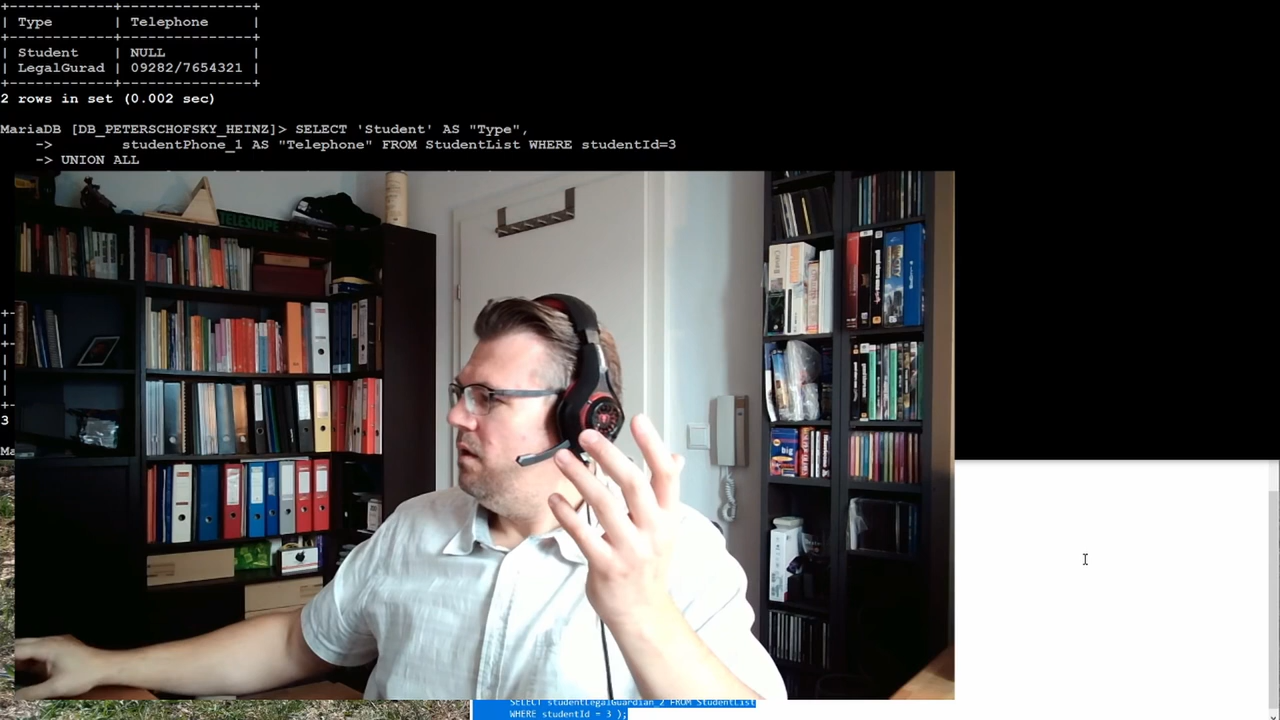 +-----------+---------------+
| Type      | Telephone     |
+-----------+---------------+
| Student   | NULL          |
| LegalGurad | 09282/7654321 |
+-----------+---------------+
2 rows in set (0.002 sec)
MariaDB [DB_PETERSCHOFSKY_HEINZ]> SELECT 'Student' AS "Type",
    ->        studentPhone_1 AS "Telephone" FROM StudentList WHERE studentId=3
    -> UNION ALL
TELESCOPE
+-
|
+-
|
|
|
+-
3
Ma
SELECT studentLegalGuardian_2 FROM StudentList
WHERE studentId = 3 );